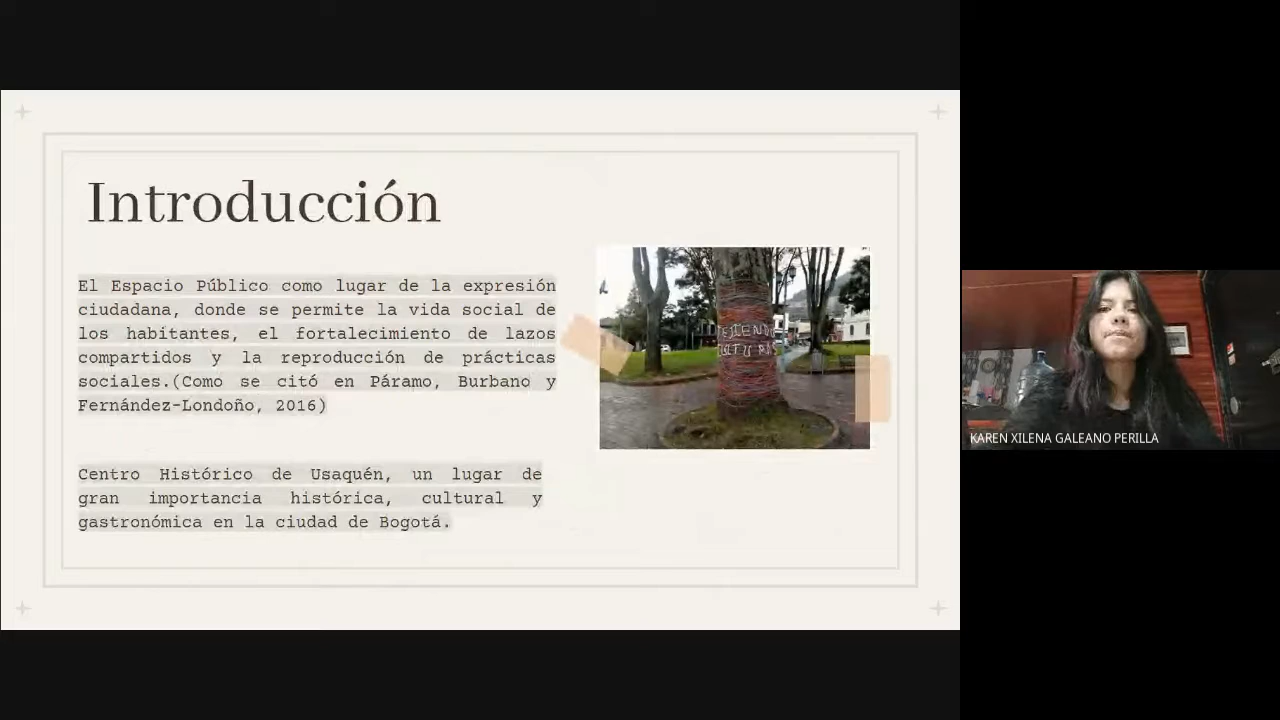 Introducción
El Espacio Público como lugar de la expresión
ciudadana, donde se permite la vida social de
los habitantes, el fortalecimiento de lazos
compartidos y la reproducción de prácticas
sociales.(Como se citó en Páramo, Burbano y
Fernández-Londoño, 2016)
Centro Histórico de Usaquén, un lugar de
gran importancia histórica, cultural y
gastronómica en la ciudad de Bogotá.
KAREN XILENA GALEANO PERILLA